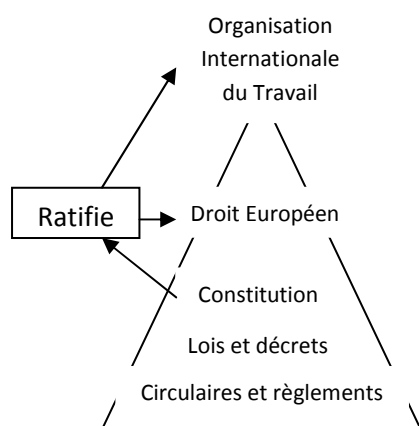 Organisation
Internationale
du Travail
Ratifie
Droit Européen
Constitution
Lois et décrets
Circulaires et règlements